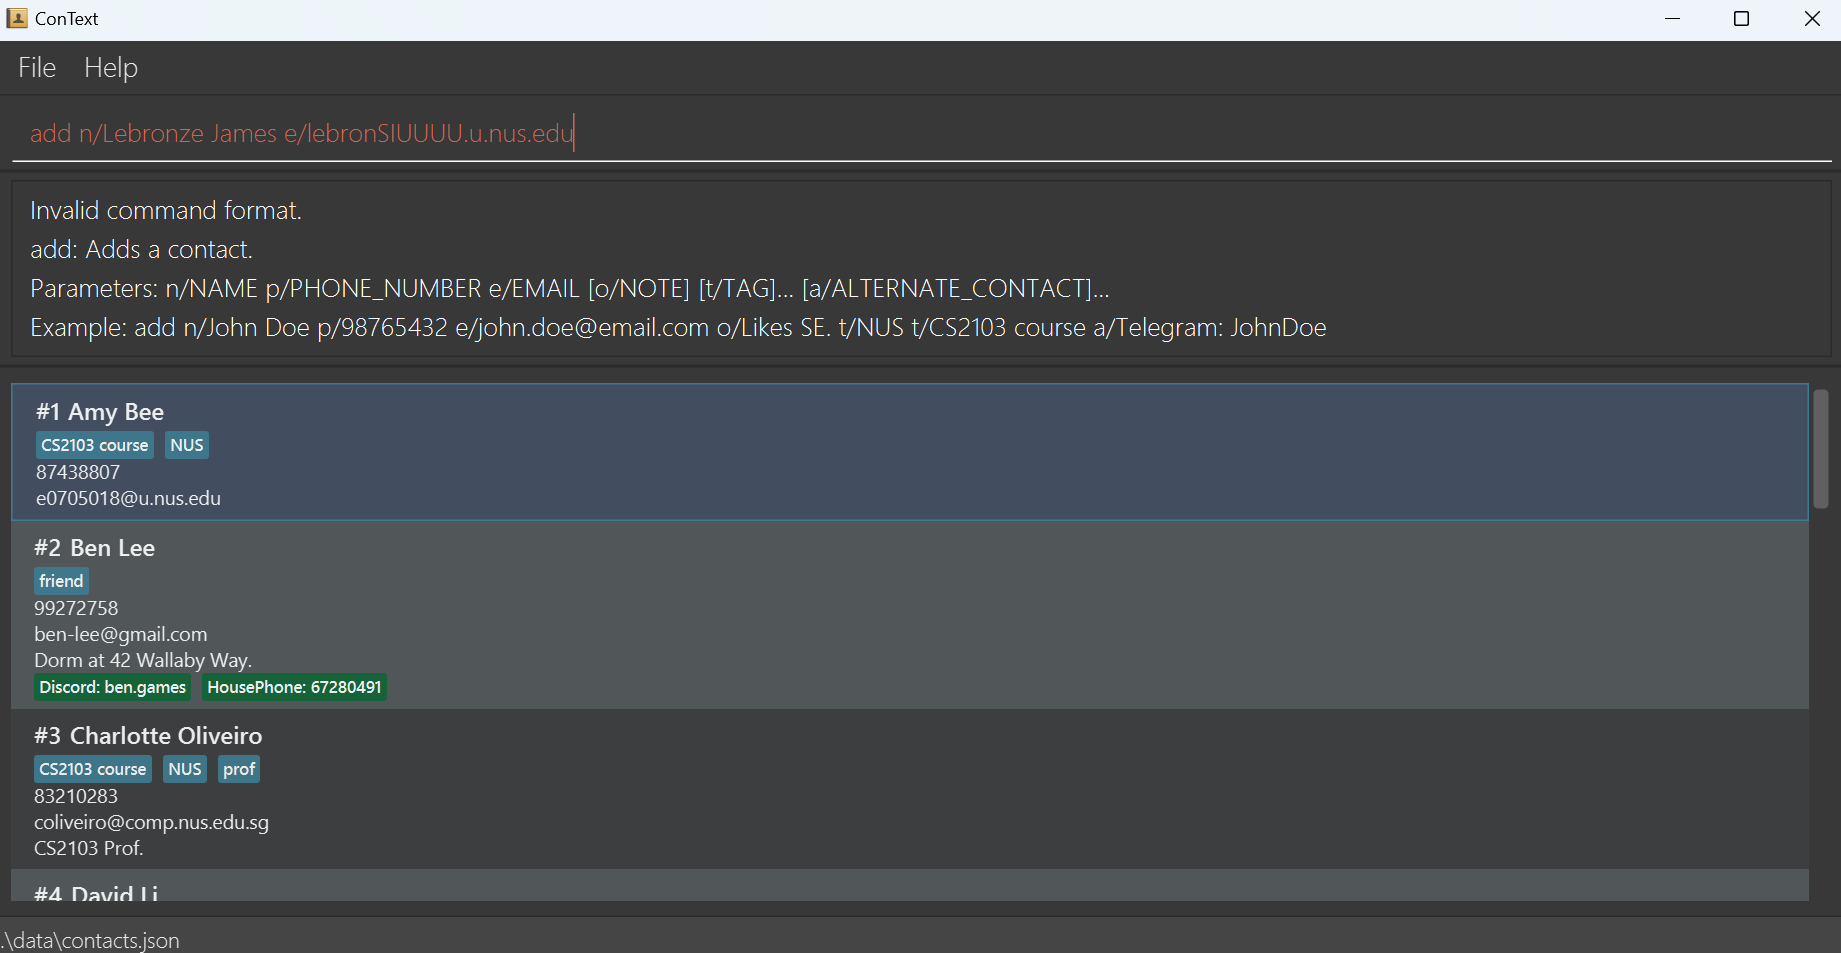 ConText
File Help
add n/Lebronze James e/lebronSIUUUU.u.nus.edu
Invalid command format.
add: Adds a contact.
Parameters: n/NAME p/PHONE_NUMBER e/EMAIL [o/NOTE] [t/TAG]... [a/ALTERNATE_CONTACT]...
Example: add n/John Doe p/98765432 e/john.doe@email.com o/Likes SE. t/NUS t/CS2103 course a/Telegram: JohnDoe
#1 Amy Bee
CS2103 course NUS
87438807
e0705018@u.nus.edu
#2 Ben Lee
friend
99272758
ben-lee@gmail.com
Dorm at 42 Wallaby Way.
Discord: ben.games HousePhone: 67280491
#3 Charlotte Oliveiro
CS2103 course NUS prof
83210283
coliveiro@comp.nus.edu.sg
CS2103 Prof.
#4 David Li
.\data\contacts.json